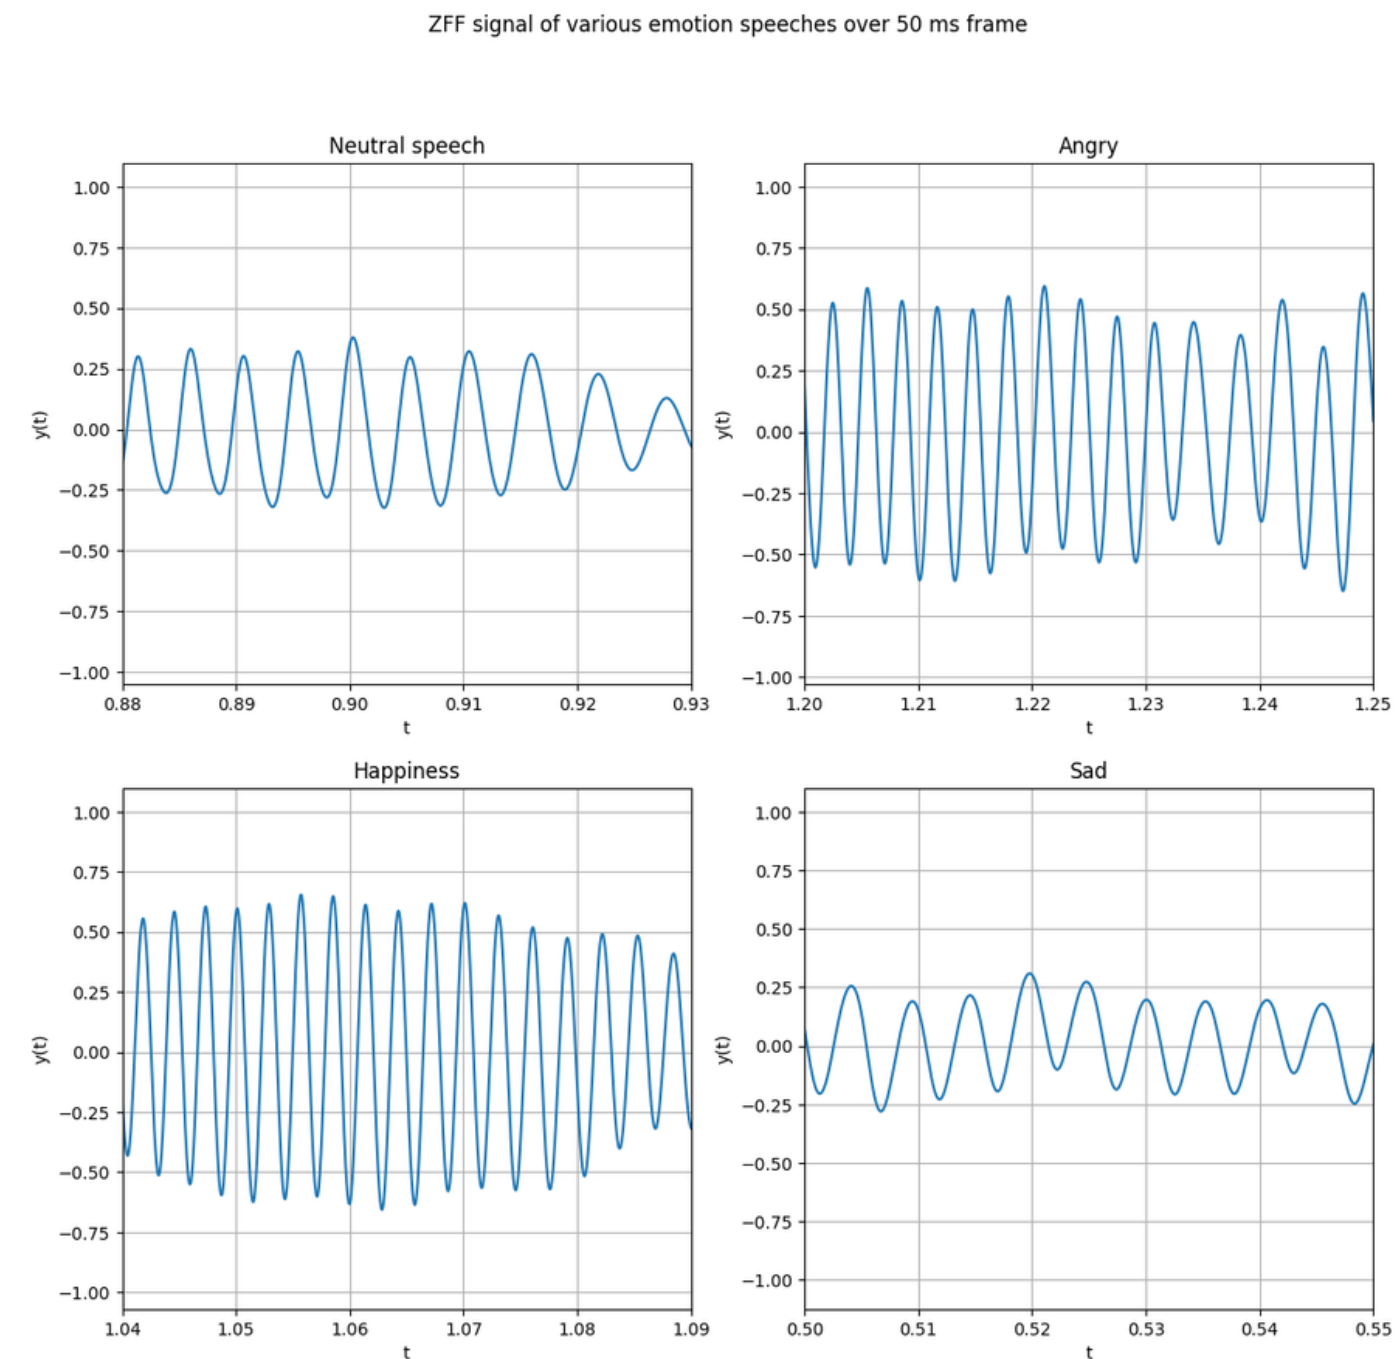 ZFF signal of various emotion speeches over 50 ms frame
Neutral speech
1.00
0.75
0.50
0.25
0.00
−0.25
−0.50
−0.75
−1.00
y(t)
0.88 0.89 0.90 0.91 0.92 0.93
t
Angry
1.00
0.75
0.50
0.25
0.00
−0.25
−0.50
−0.75
−1.00
y(t)
1.20 1.21 1.22 1.23 1.24 1.25
t
Happiness
1.00
0.75
0.50
0.25
0.00
−0.25
−0.50
−0.75
−1.00
y(t)
1.04 1.05 1.06 1.07 1.08 1.09
t
Sad
1.00
0.75
0.50
0.25
0.00
−0.25
−0.50
−0.75
−1.00
y(t)
0.50 0.51 0.52 0.53 0.54 0.55
t